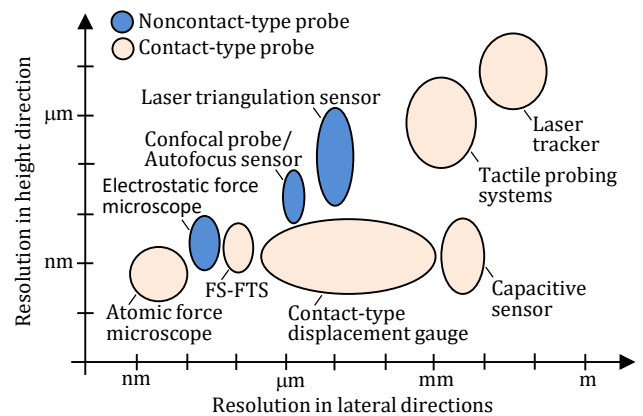 Noncontact-type probe
Contact-type probe
Laser triangulation sensor
Confocal probe/
Autofocus sensor
Electrostatic force
microscope
Laser
tracker
Tactile probing
systems
FS-FTS
Atomic force
microscope
Contact-type
displacement gauge
Capacitive
sensor
Resolution in height direction
μm
nm
nm
μm
mm
m
Resolution in lateral directions